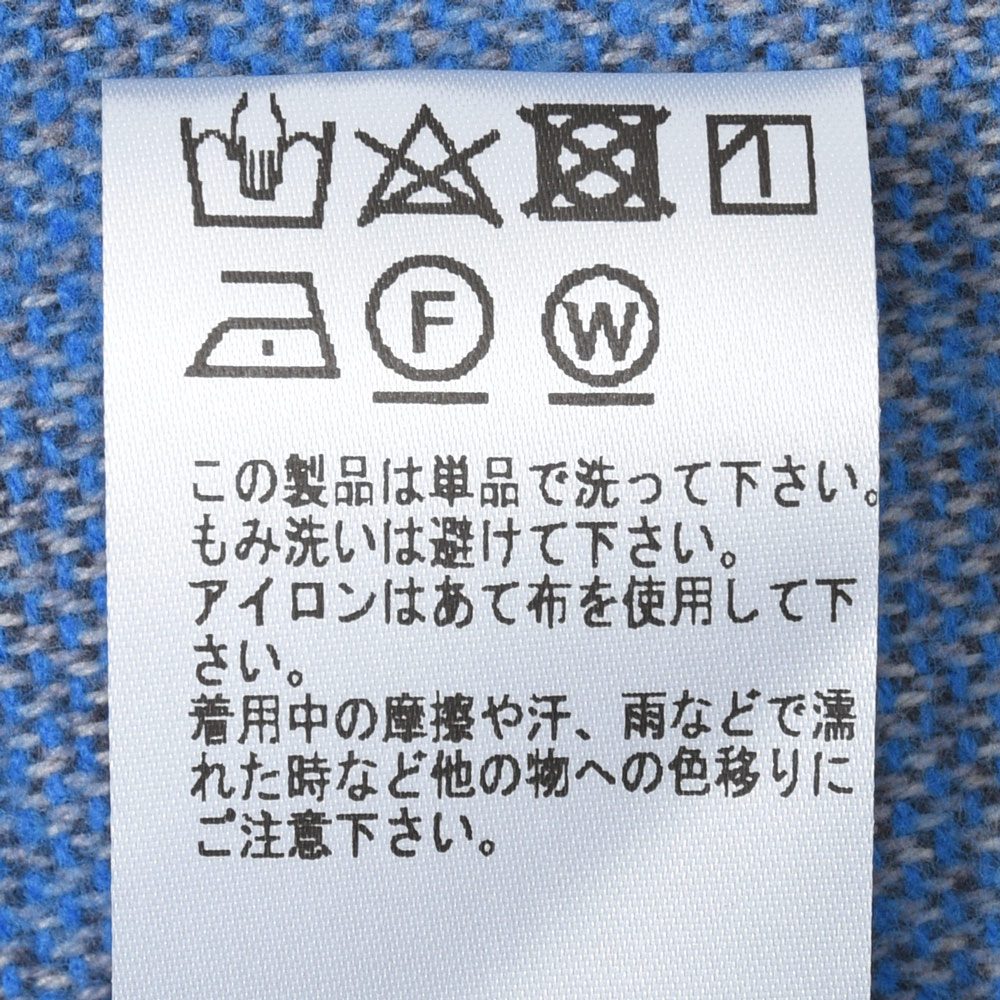 F W
この製品は単品で洗って下さい。
もみ洗いは避けて下さい。
アイロンはあて布を使用して下
さい。
着用中の摩擦や汗、雨などで濡
れた時など他の物への色移りに
ご注意下さい。